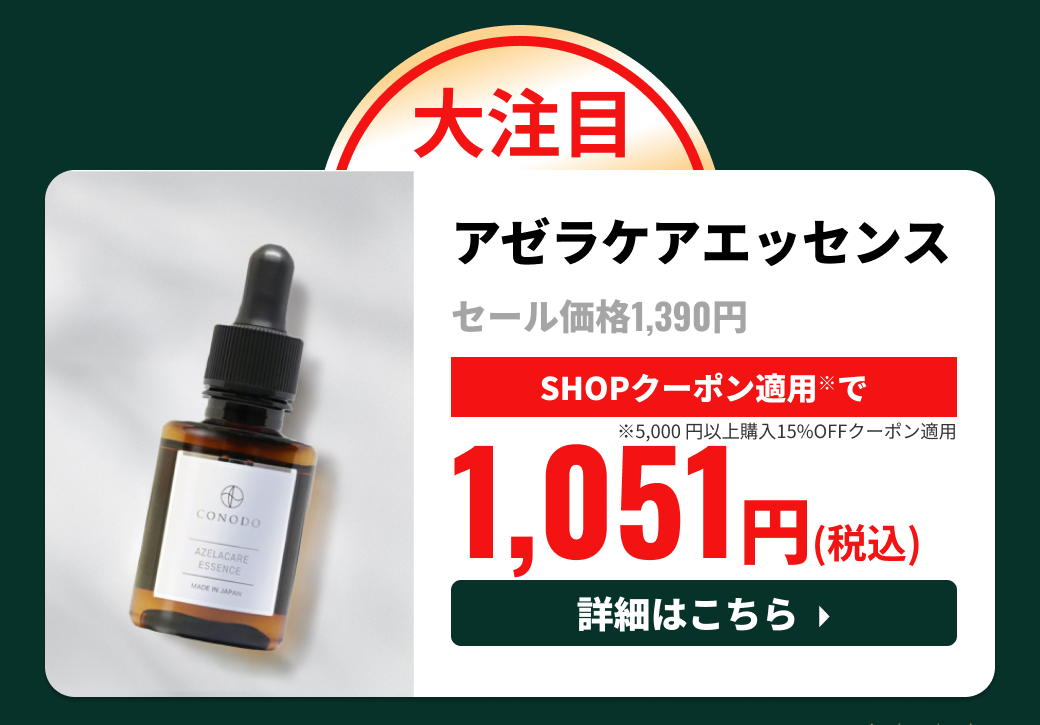 大注目
アゼラケアエッセンス
セール価格1,390円
SHOPクーポン適用※で
※5,000 円以上購入15%OFFクーポン適用
1,051円(税込)
詳細はこちら
CONODO
AZELACARE
ESSENCE
MADE IN JAPAN